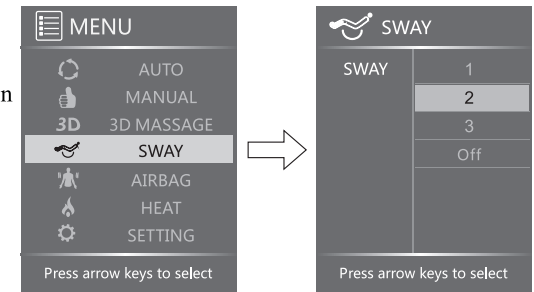 MENU
AUTO
n
MANUAL
3D 3D MASSAGE
SWAY
AIRBAG
HEAT
SETTING
Press arrow keys to select
SWAY
SWAY 1
2
3
Off
Press arrow keys to select